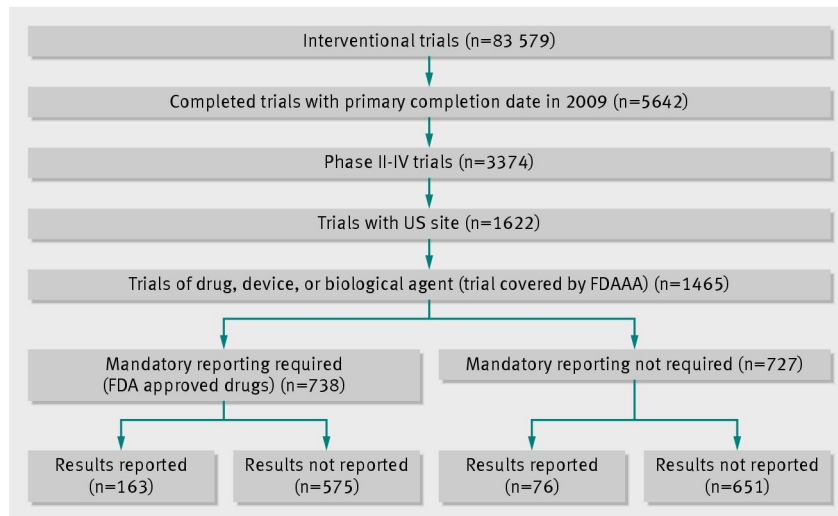 Interventional trials (n=83 579)
Completed trials with primary completion date in 2009 (n=5642)
Phase II-IV trials (n=3374)
Trials with US site (n=1622)
Trials of drug, device, or biological agent (trial covered by FDAAA) (n=1465)
Mandatory reporting required
(FDA approved drugs) (n=738)
Mandatory reporting not required (n=727)
Results reported
(n=163)
Results not reported
(n=575)
Results reported
(n=76)
Results not reported
(n=651)